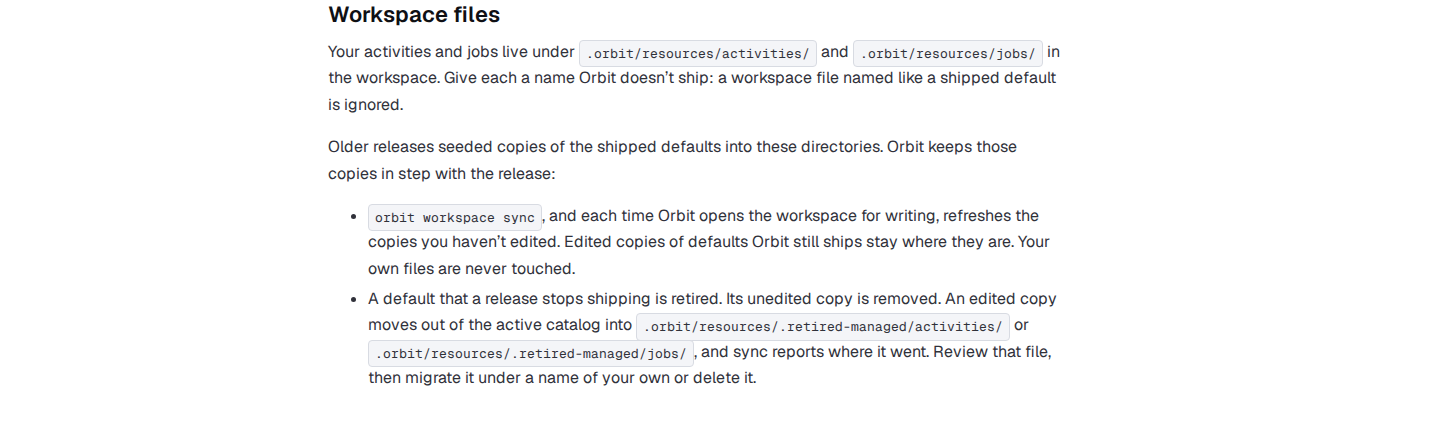 Workspace files
Your activities and jobs live under .orbit/resources/activities/ and .orbit/resources/jobs/ in
the workspace. Give each a name Orbit doesn’t ship: a workspace file named like a shipped default
is ignored.
Older releases seeded copies of the shipped defaults into these directories. Orbit keeps those
copies in step with the release:
• orbit workspace sync, and each time Orbit opens the workspace for writing, refreshes the
copies you haven’t edited. Edited copies of defaults Orbit still ships stay where they are. Your
own files are never touched.
• A default that a release stops shipping is retired. Its unedited copy is removed. An edited copy
moves out of the active catalog into .orbit/resources/.retired-managed/activities/ or
.orbit/resources/.retired-managed/jobs/, and sync reports where it went. Review that file,
then migrate it under a name of your own or delete it.